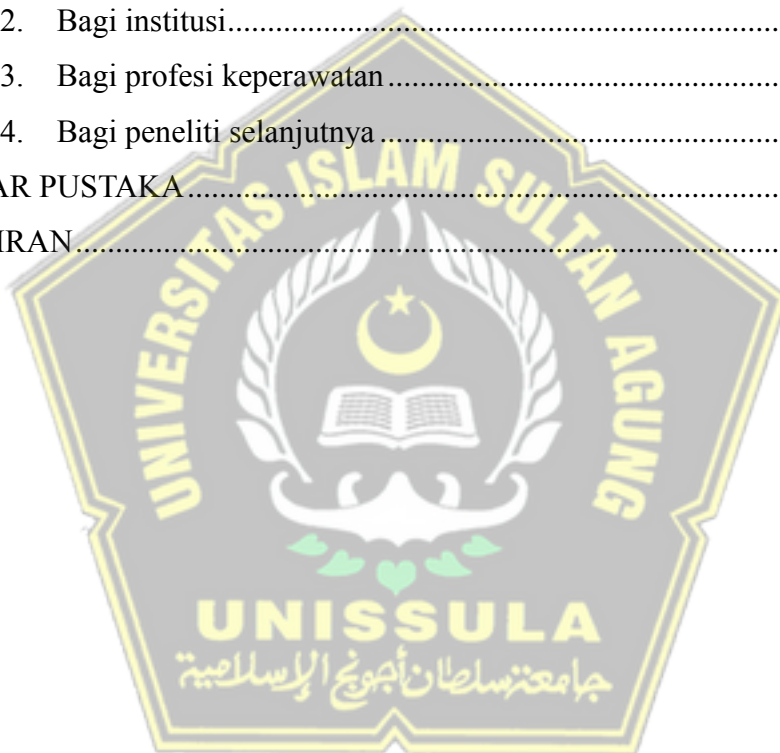 2. Bagi institusi.....................................................................
3. Bagi profesi keperawatan.................................................
4. Bagi peneliti selanjutnya..................................................
AR PUSTAKA..........................................................................
IRAN........................................................................................
UNIVERSITAS ISLAM SULTAN AGUNG
UNISSULA
جامعة سلطان أجونج الإسلامية